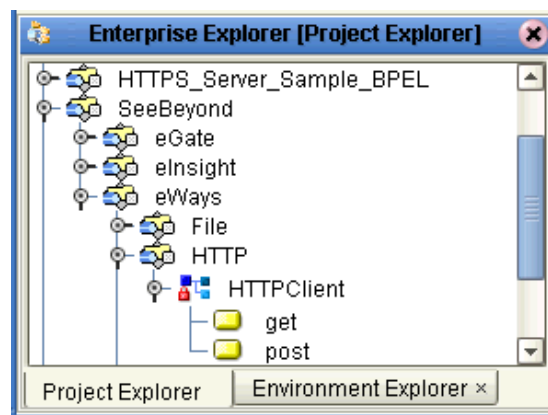 Enterprise Explorer [Project Explorer]
HTTPS_Server_Sample_BPEL
SeeBeyond
eGate
eInsight
eWays
File
HTTP
HTTPClient
get
post
Project Explorer
Environment Explorer ×